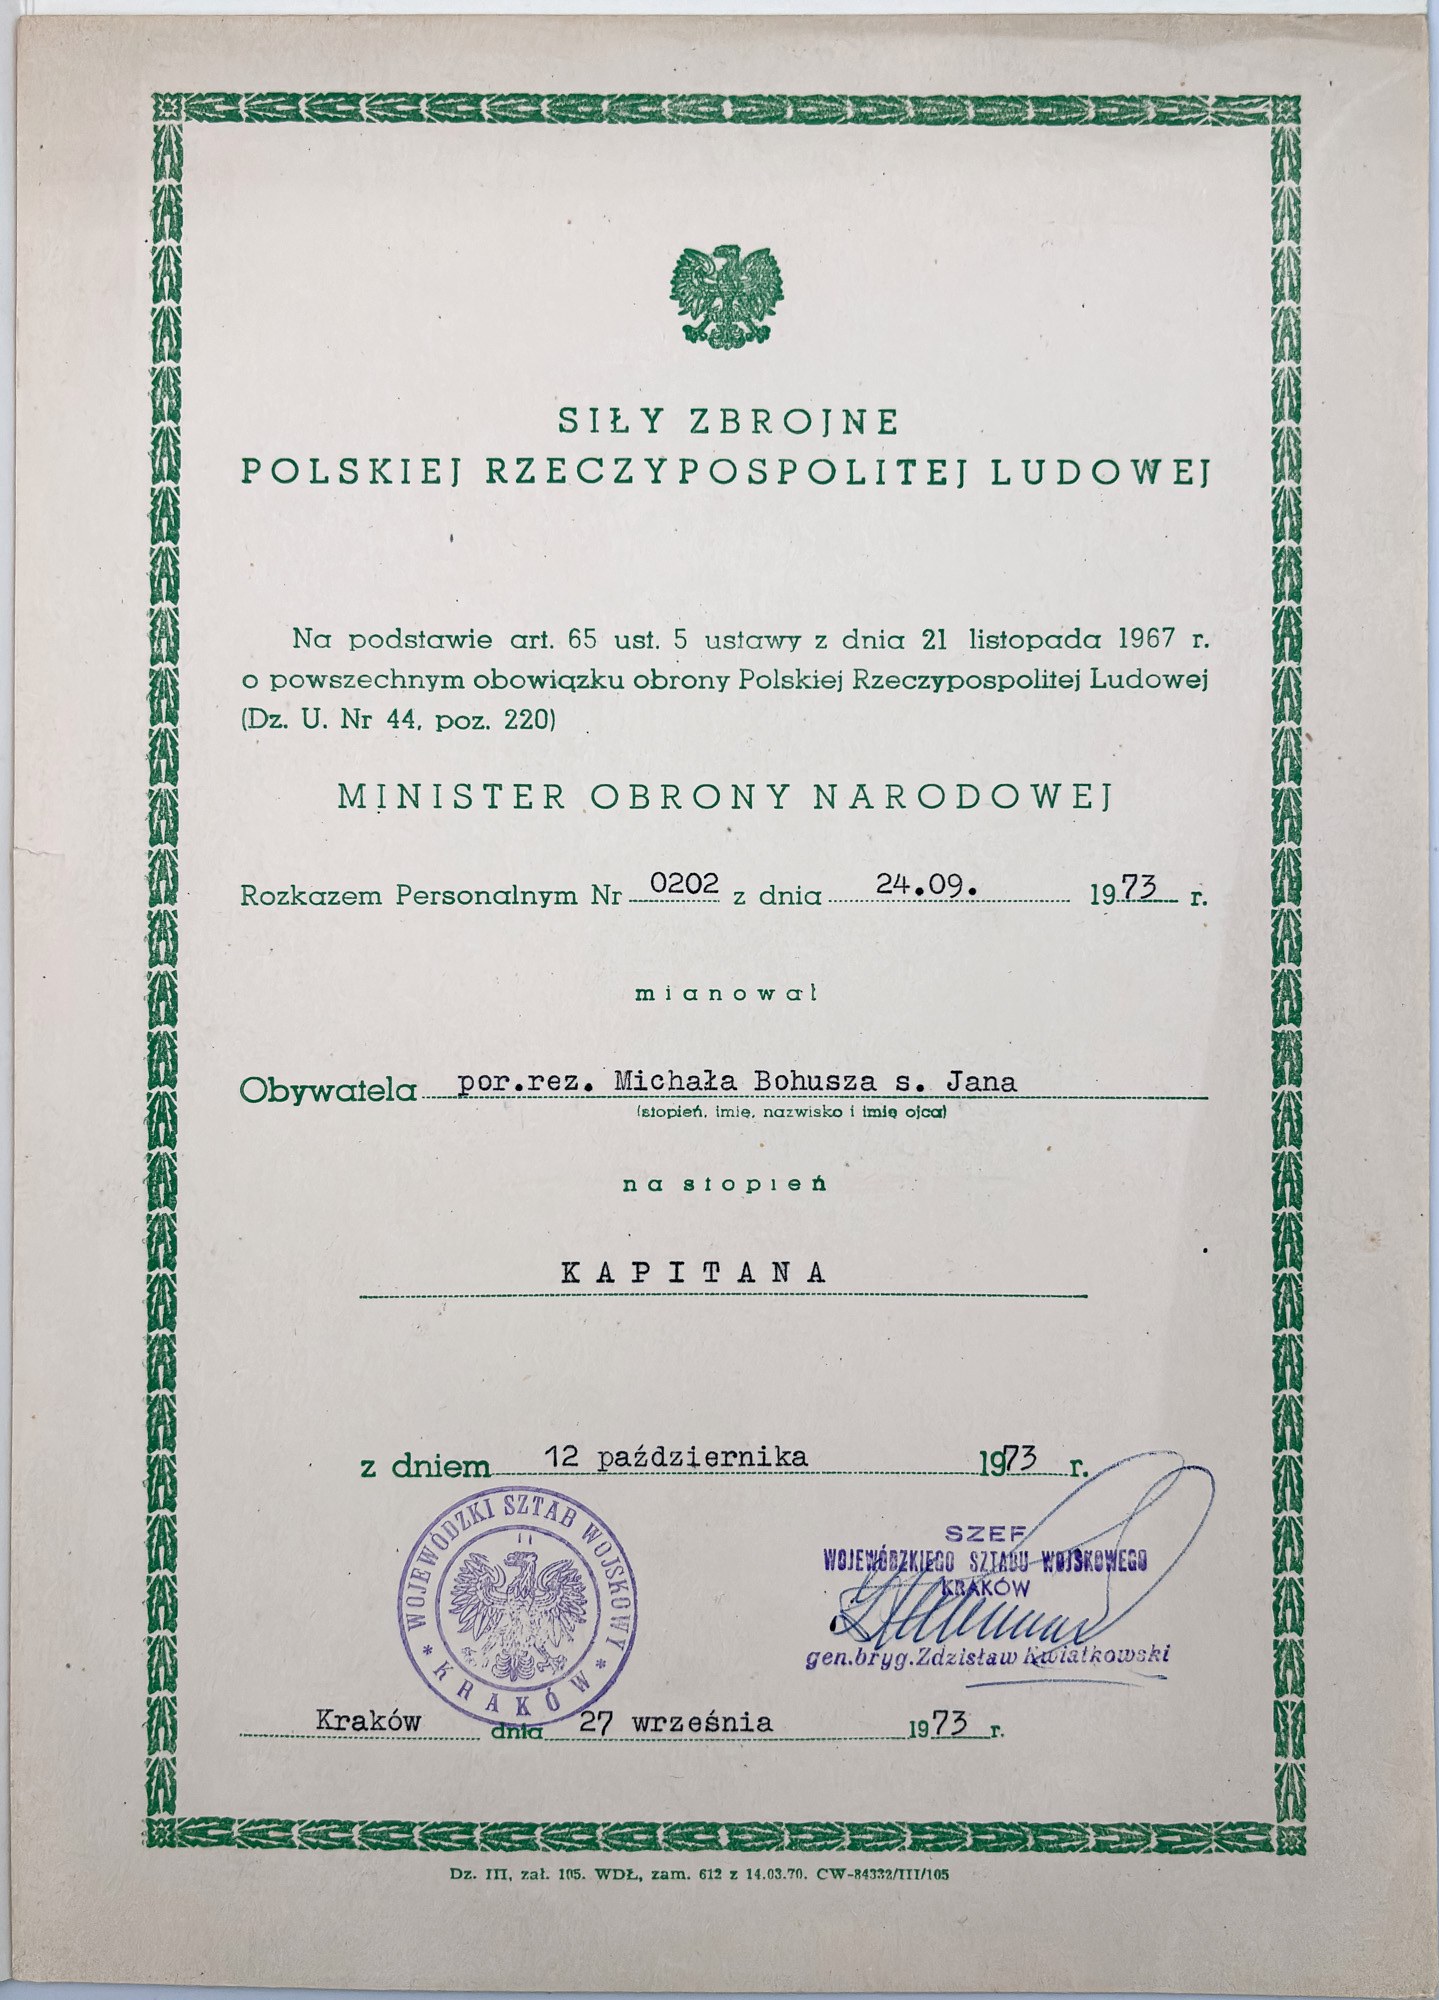 SIŁY ZBROJNE
POLSKIEJ RZECZYPOSPOLITEJ LUDOWEJ
Na podstawie art. 65 ust. 5 ustawy z dnia 21 listopada 1967 r.
o powszechnym obowiązku obrony Polskiej Rzeczypospolitej Ludowej
(Dz. U. Nr 44, poz. 220)
MINISTER OBRONY NARODOWEJ
Rozkazem Personalnym Nr 0202 z dnia 24.09. 1973 r.
mianował
Obywatela por.rez. Michała Bohusza s. Jana
(stopień, imię, nazwisko i imię ojca)
na stopień
KAPITANA
z dniem 12 października 1973 r.
WOJEWÓDZKI SZTAB WOJSKOWY
* KRAKÓW *
SZEF
WOJEWÓDZKIEGO SZTABU WOJSKOWEGO
KRAKÓW
gen.bryg.Zdzisław Kwiatkowski
Kraków dnia 27 września 1973 r.
Dz. III, zał. 105. WDŁ, zam. 612 z 14.03.70. CW-84332/III/105